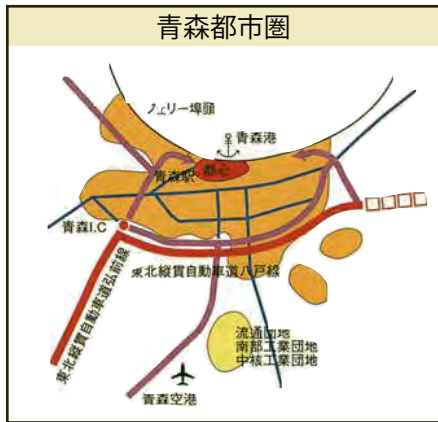 青森都市圏
フェリー埠頭
青森港
青森駅
都心
青森I.C
東北縦貫自動車道八戸線
東北縦貫自動車道弘前線
流通団地
南部工業団地
中核工業団地
青森空港